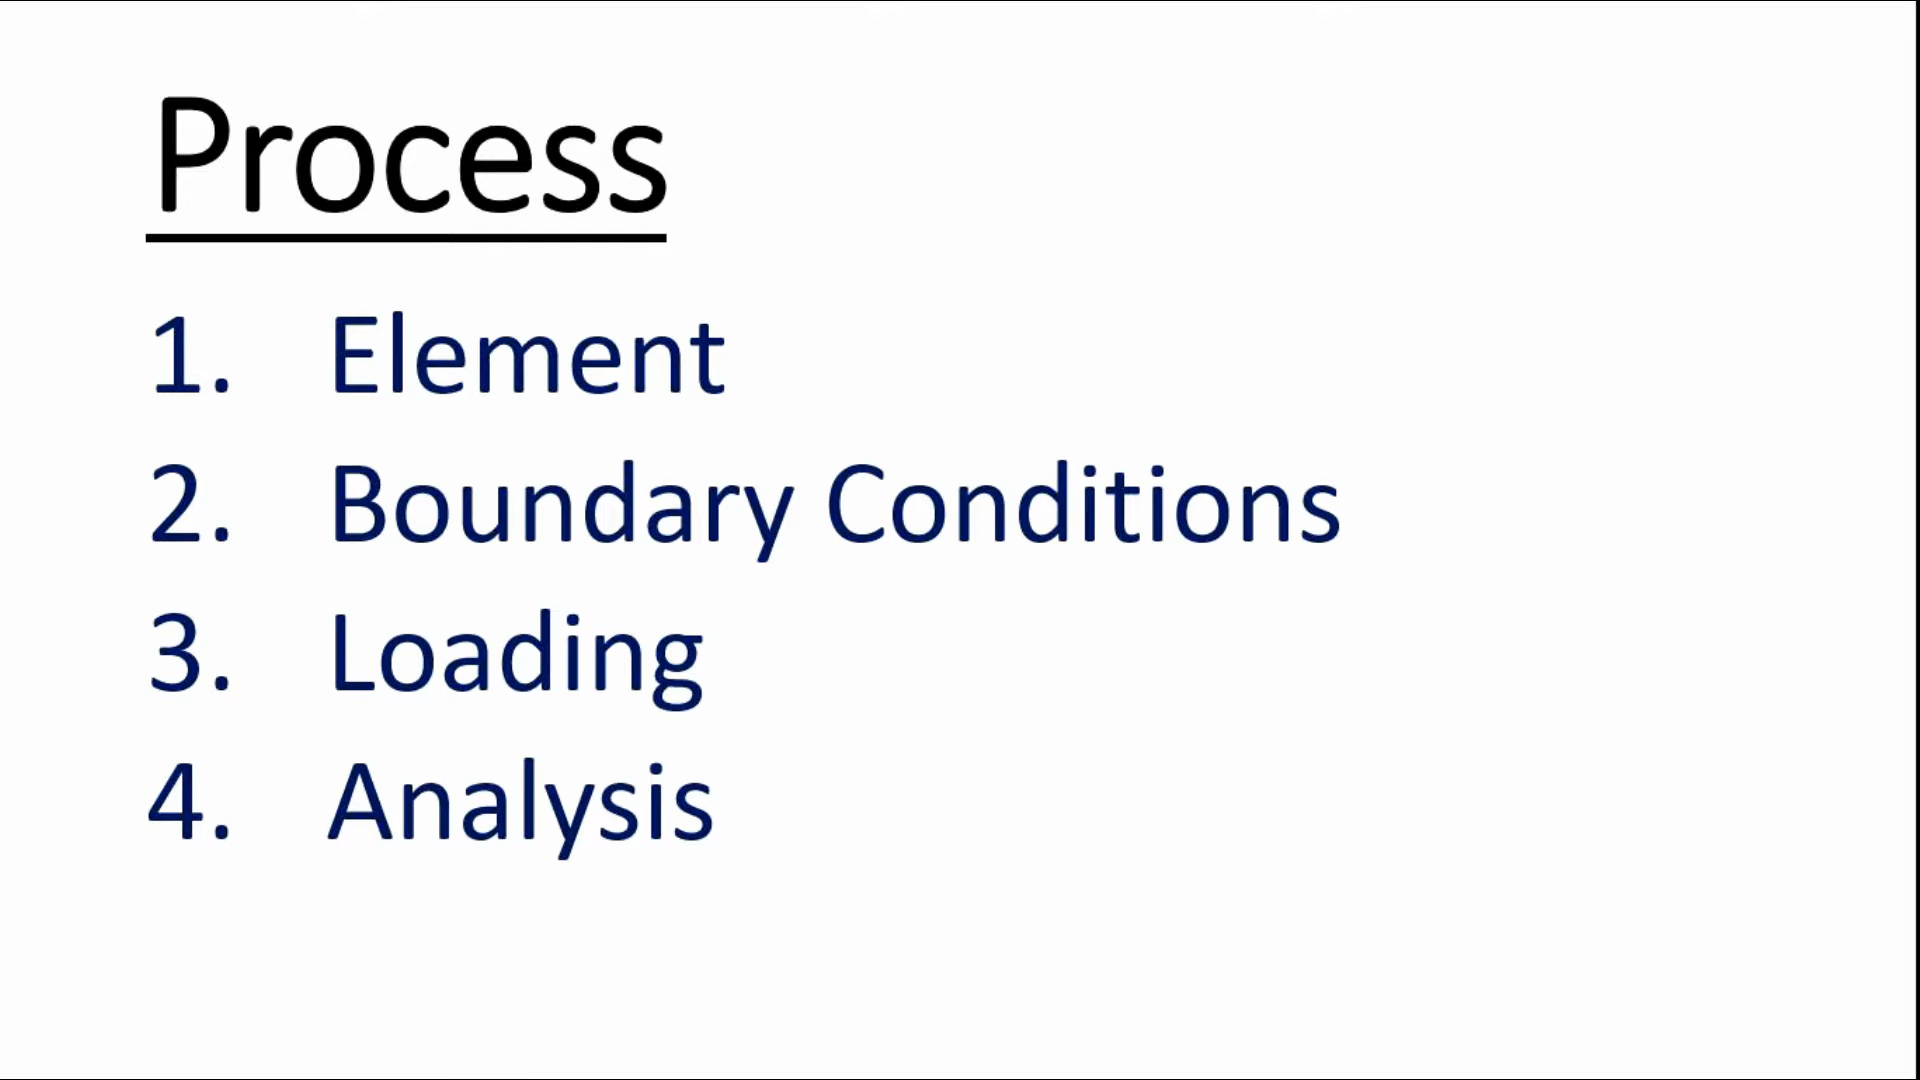 Process
1. Element
2. Boundary Conditions
3. Loading
4. Analysis